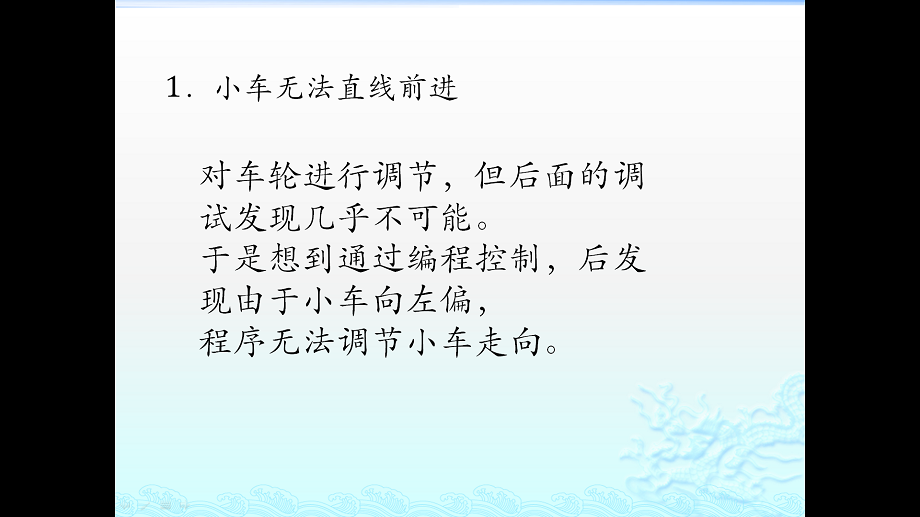 1. 小车无法直线前进
对车轮进行调节，但后面的调
试发现几乎不可能。
于是想到通过编程控制，后发
现由于小车向左偏，
程序无法调节小车走向。